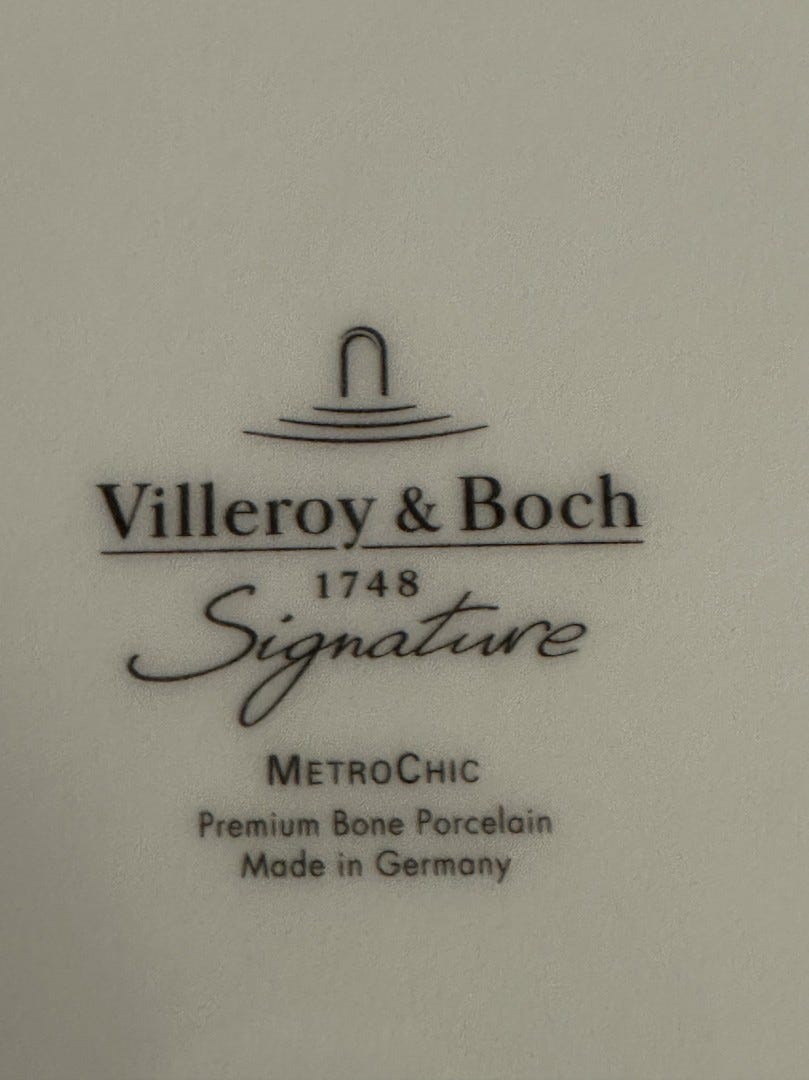 Villeroy & Boch
1748
Signature
METROCHIC
Premium Bone Porcelain
Made in Germany